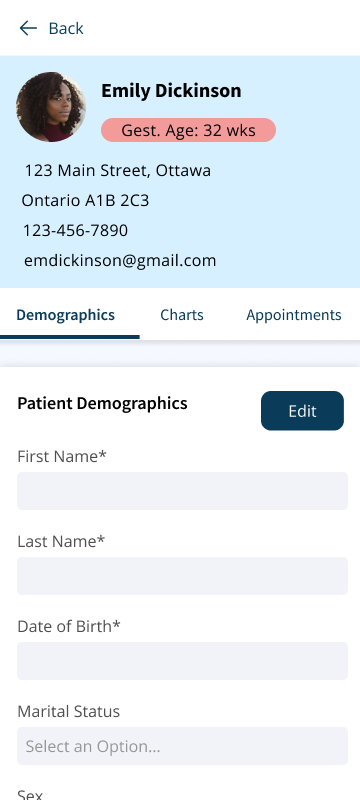 Back
Emily Dickinson
Gest. Age: 32 wks
123 Main Street, Ottawa
Ontario A1B 2C3
123-456-7890
emdickinson@gmail.com
Demographics Charts Appointments
Patient Demographics Edit
First Name*
Last Name*
Date of Birth*
Marital Status
Select an Option...
Sex